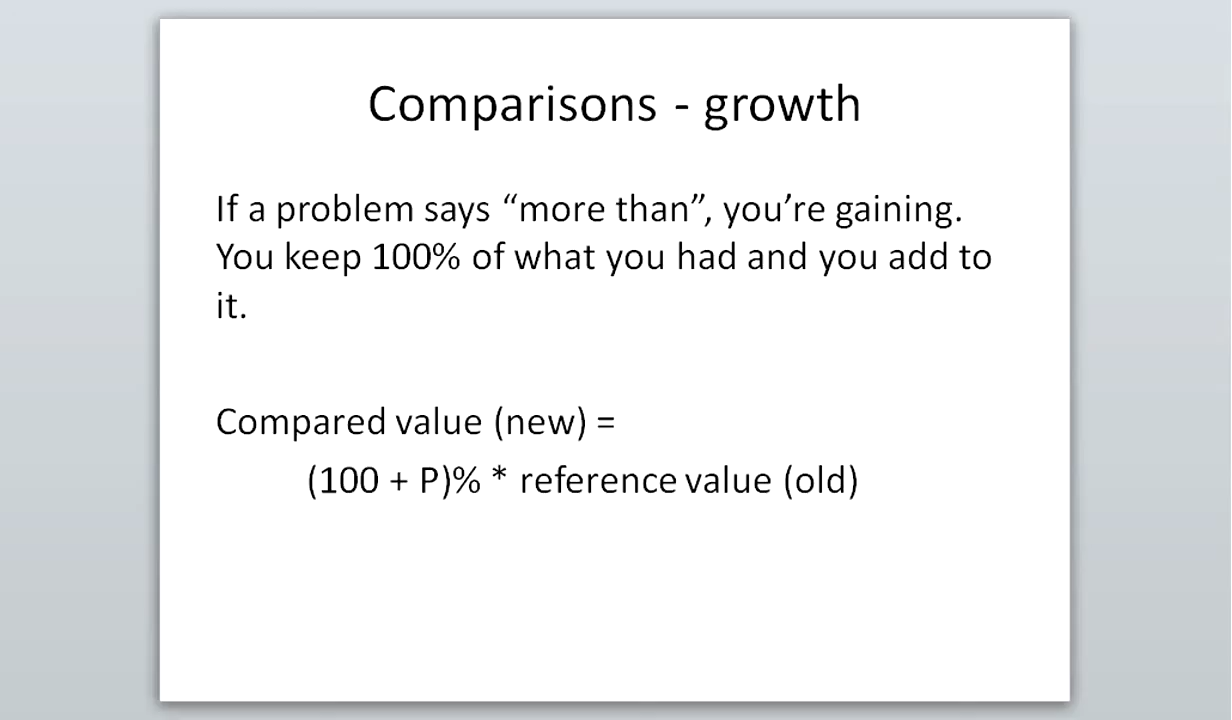 Comparisons - growth
If a problem says “more than”, you’re gaining.
You keep 100% of what you had and you add to
it.
Compared value (new) =
(100 + P)% * reference value (old)